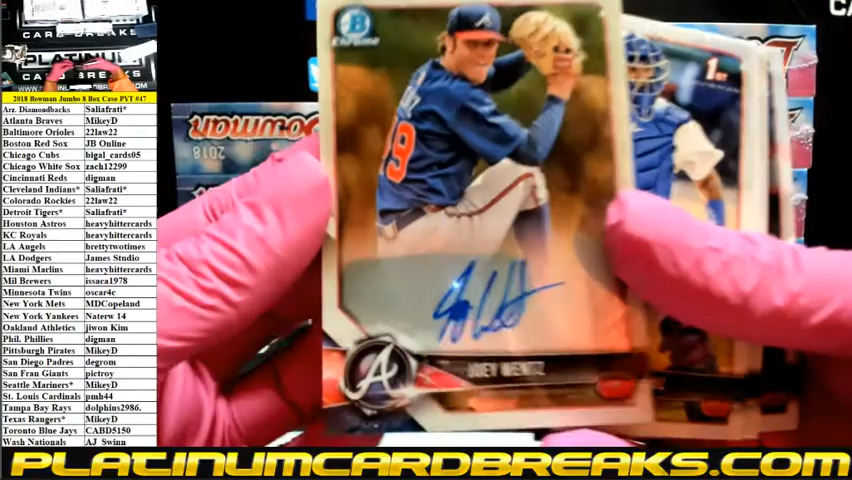 CARD BREAKS
PLATINUM
CARD BREAKS
2018 Bowman Jumbo 8 Box Case PYT #47
Arz. Diamondbacks Saliafrati*
Atlanta Braves MikeyD
Baltimore Orioles 22law22
Boston Red Sox JB Online
Chicago Cubs bigal_cards05
Chicago White Sox zach12299
Cincinnati Reds digman
Cleveland Indians* Saliafrati*
Colorado Rockies 22law22
Detroit Tigers* Saliafrati*
Houston Astros heavyhittercards
KC Royals heavyhittercards
LA Angels brettytwotimes
LA Dodgers James Studio
Miami Marlins heavyhittercards
Mil Brewers issaca1978
Minnesota Twins oscar4c
New York Mets MDCopeland
New York Yankees Naterw 14
Oakland Athletics jiwon Kim
Phil. Phillies digman
Pittsburgh Pirates MikeyD
San Diego Padres degrom
San Fran Giants pictroy
Seattle Mariners* MikeyD
St. Louis Cardinals pmh44
Tampa Bay Rays dolphins2986.
Texas Rangers* MikeyD
Toronto Blue Jays CABD5150
Wash Nationals AJ_Swinn
B
Bowman
Chrome
1ST
Bowman
2018
JOEY WENTZ
A
PLATINUMCARDBREAKS.COM